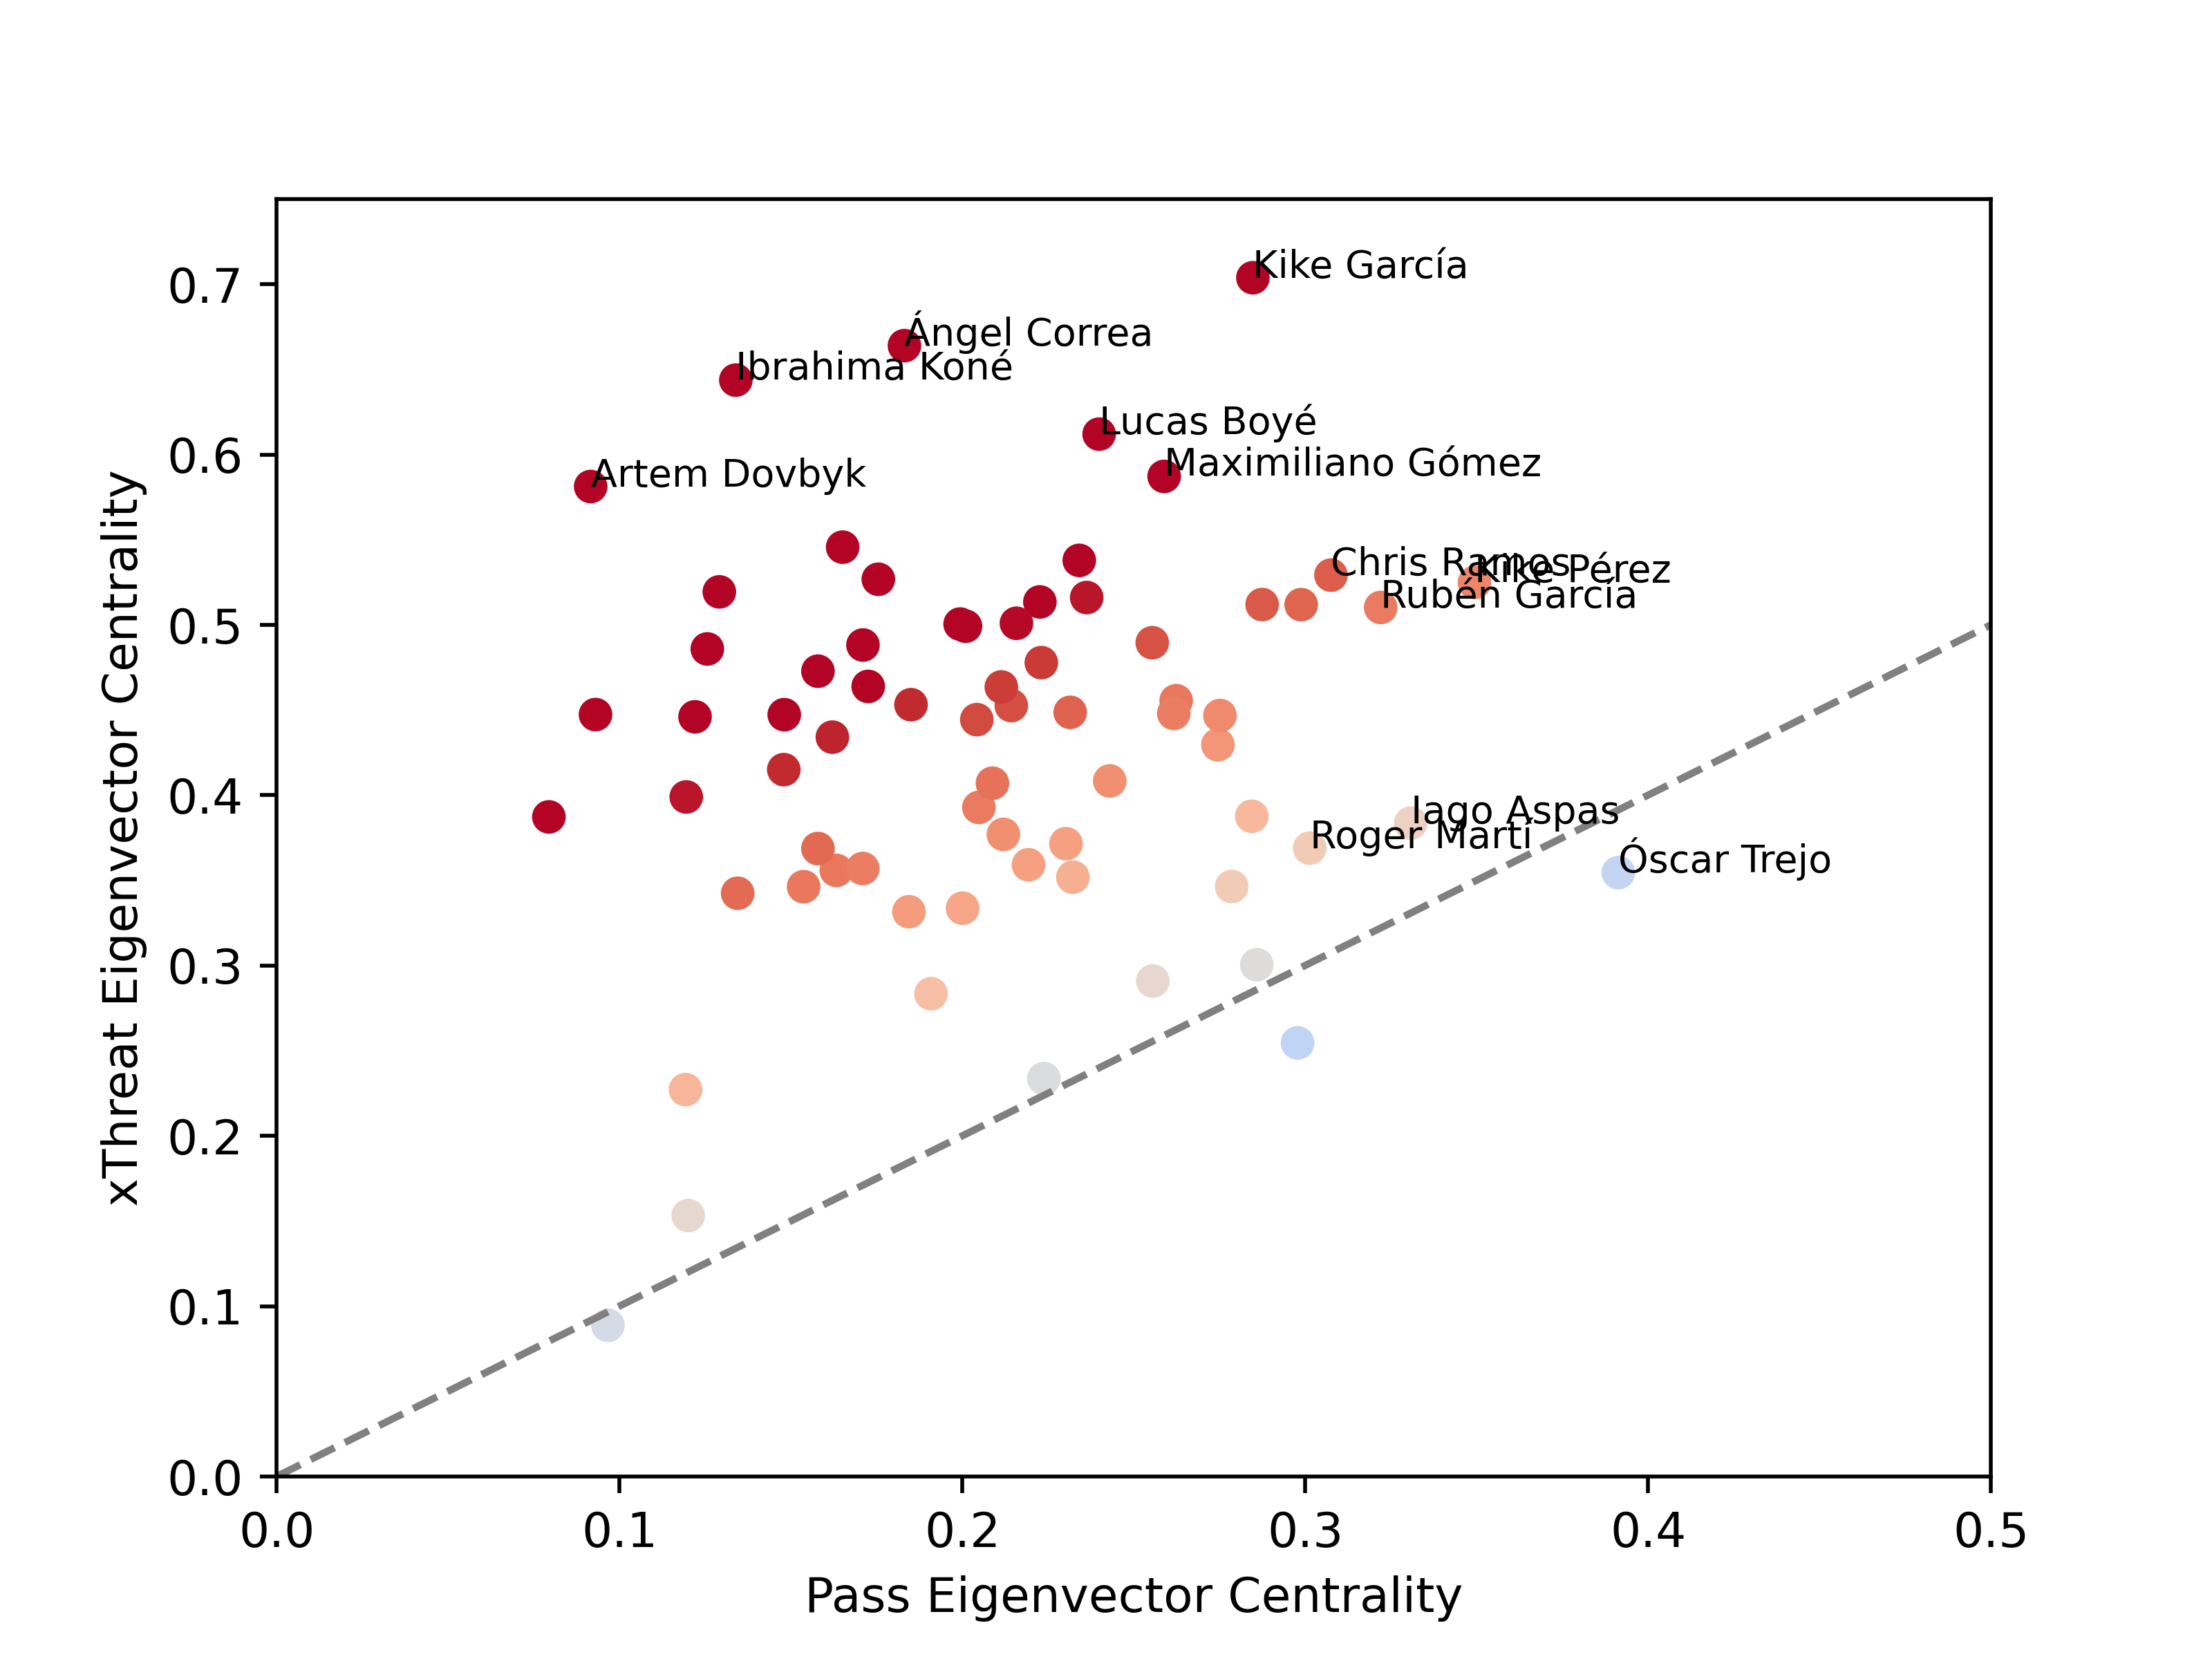 Kike García
Ángel Correa
Ibrahima Koné
Lucas Boyé
Maximiliano Gómez
Artem Dovbyk
Chris Ramos
Kike Pérez
Rubén García
Iago Aspas
Roger Martí
Óscar Trejo
0.7
0.6
0.5
0.4
0.3
0.2
0.1
0.0
xThreat Eigenvector Centrality
0.0 0.1 0.2 0.3 0.4 0.5
Pass Eigenvector Centrality